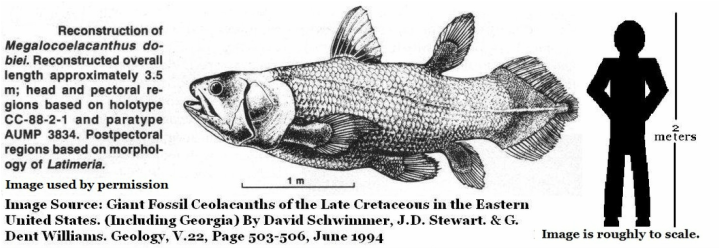 Reconstruction of
Megalocoelacanthus do-
biei. Reconstructed overall
length approximately 3.5
m; head and pectoral re-
gions based on holotype
CC-88-2-1 and paratype
AUMP 3834. Postpectoral
regions based on morphol-
ogy of Latimeria.
Image used by permission
1 m
Image Source: Giant Fossil Ceolacanths of the Late Cretaceous in the Eastern
United States. (Including Georgia) By David Schwimmer, J.D. Stewart. & G.
Dent Williams. Geology, V.22, Page 503-506, June 1994
2
meters
Image is roughly to scale.